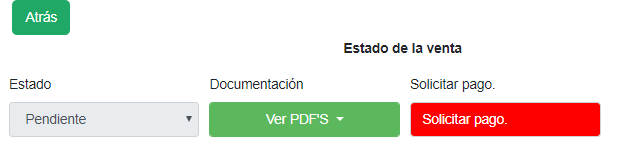 Atrás
Estado de la venta
Estado Documentación Solicitar pago.
Pendiente Ver PDF'S Solicitar pago.